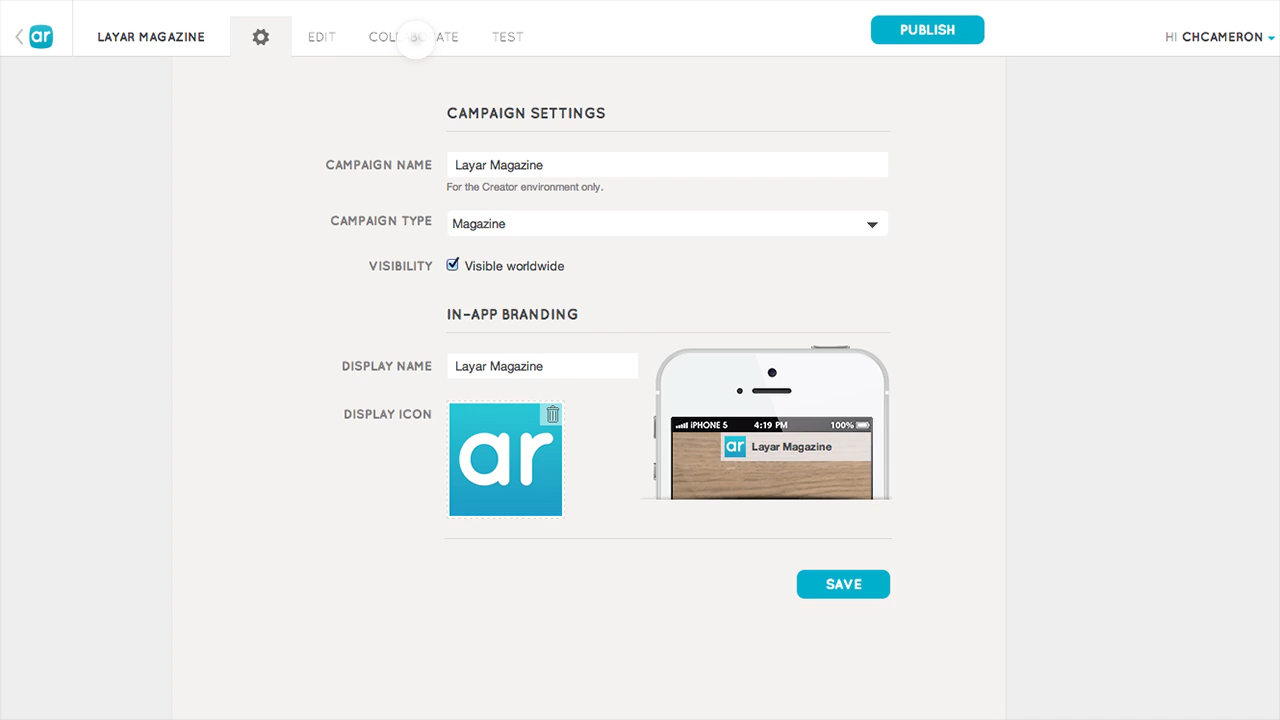 ar LAYAR MAGAZINE EDIT COLLABORATE TEST PUBLISH HI CHCAMERON
CAMPAIGN SETTINGS
CAMPAIGN NAME Layar Magazine
For the Creator environment only.
CAMPAIGN TYPE Magazine
VISIBILITY Visible worldwide
IN-APP BRANDING
DISPLAY NAME Layar Magazine
DISPLAY ICON
ar
iPHONE 5 4:19 PM 100%
ar Layar Magazine
SAVE